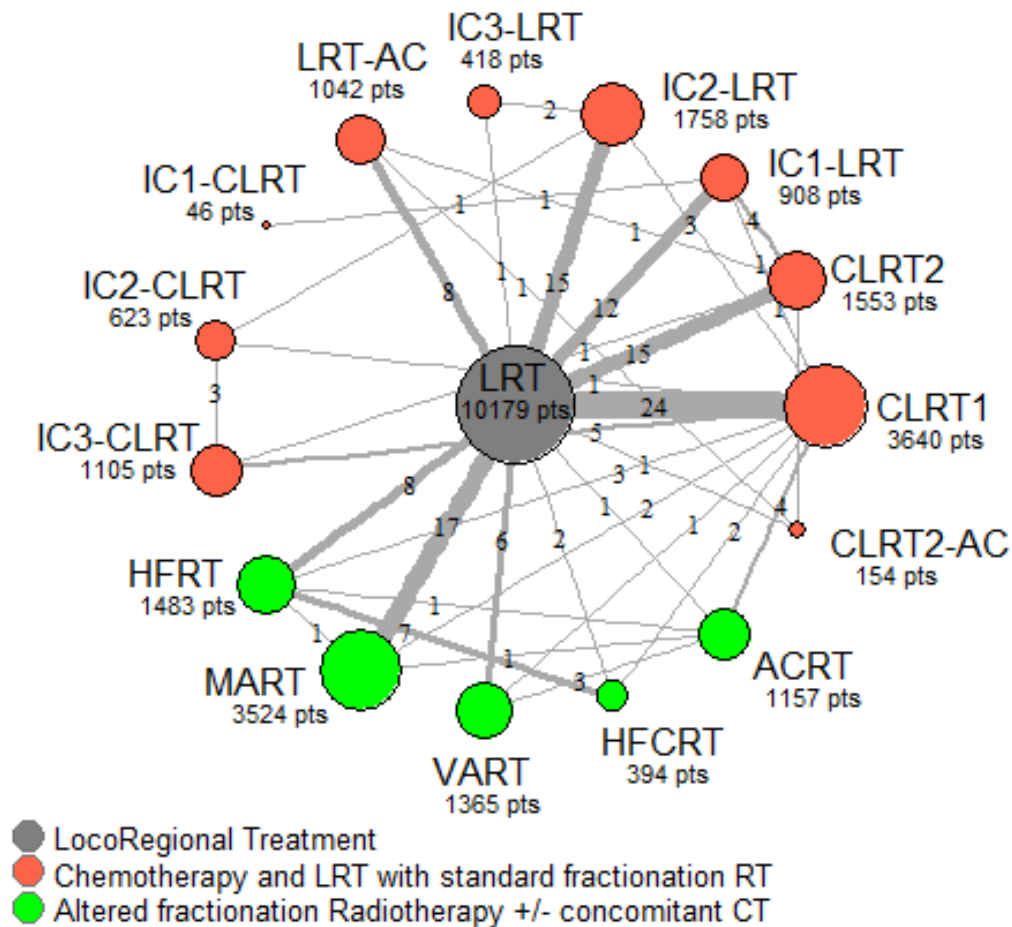 IC3-LRT
418 pts
LRT-AC
1042 pts
IC2-LRT
1758 pts
IC1-LRT
908 pts
IC1-CLRT
46 pts
CLRT2
1553 pts
IC2-CLRT
623 pts
LRT
10179 pts
CLRT1
3640 pts
IC3-CLRT
1105 pts
CLRT2-AC
154 pts
HFRT
1483 pts
MART
3524 pts
ACRT
1157 pts
VART
1365 pts
HFCRT
394 pts
2
1
1
3
4
1
1
1
1
8
15
12
1
1
15
3
1
24
5
3
1
8
4
17
1
2
6
2
1
2
1
1
7
1
3
LocoRegional Treatment
Chemotherapy and LRT with standard fractionation RT
Altered fractionation Radiotherapy +/- concomitant CT